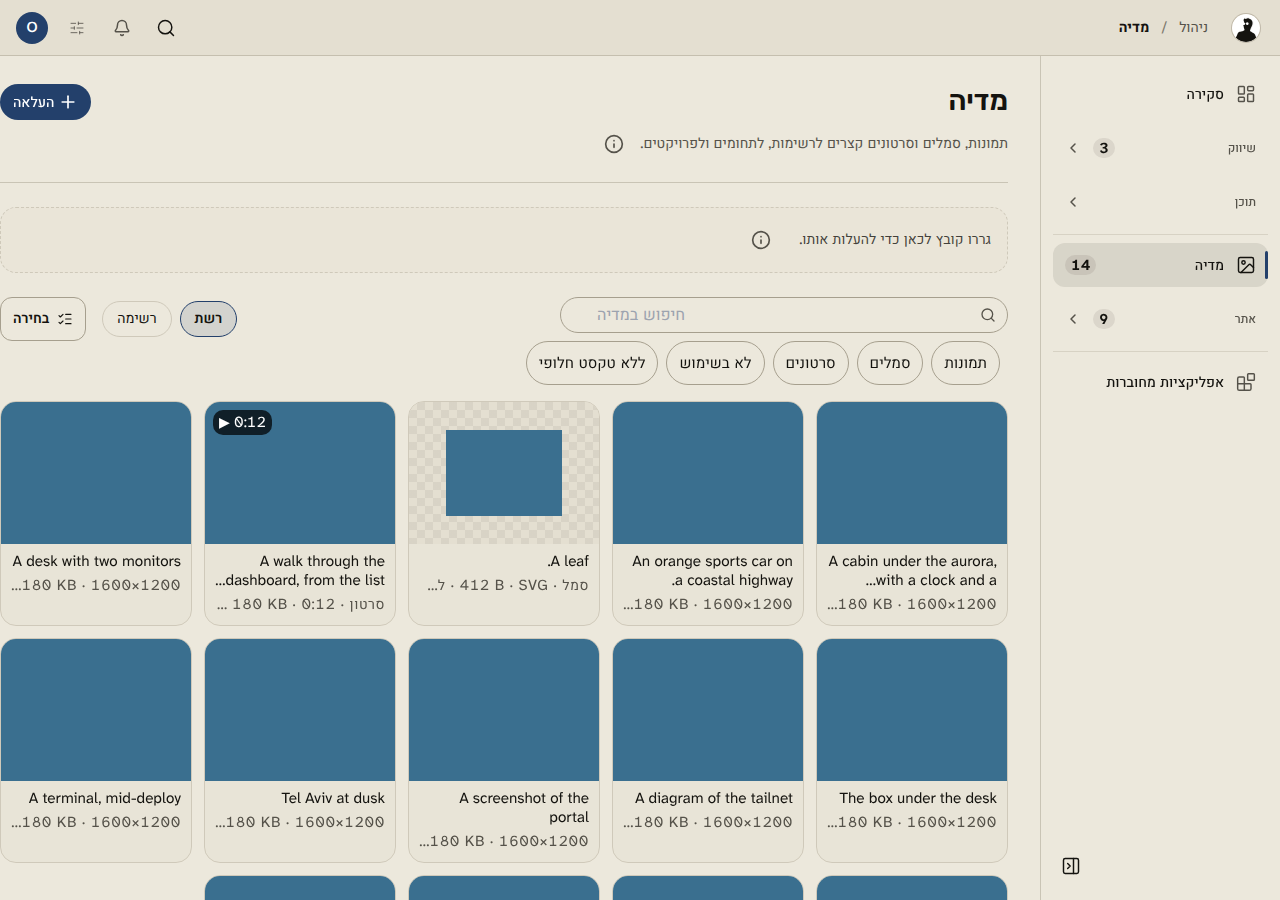 ניהול / מדיה
O
סקירה
שיווק 3
תוכן
מדיה 14
אתר 9
אפליקציות מחוברות
מדיה
העלאה
תמונות, סמלים וסרטונים קצרים לרשימות, לתחומים ולפרויקטים.
גררו קובץ לכאן כדי להעלות אותו.
חיפוש במדיה
רשת
רשימה
בחירה
תמונות
סמלים
סרטונים
לא בשימוש
ללא טקסט חלופי
A cabin under the aurora,
with a clock and a…
1600×1200 · 180 KB…
An orange sports car on
a coastal highway.
1600×1200 · 180 KB…
A leaf.
סמל · SVG · 412 B · ל…
▶ 0:12
A walk through the
dashboard, from the list…
סרטון · 0:12 · 180 KB …
A desk with two monitors
1600×1200 · 180 KB…
The box under the desk
1600×1200 · 180 KB…
A diagram of the tailnet
1600×1200 · 180 KB…
A screenshot of the
portal
1600×1200 · 180 KB…
Tel Aviv at dusk
1600×1200 · 180 KB…
A terminal, mid-deploy
1600×1200 · 180 KB…